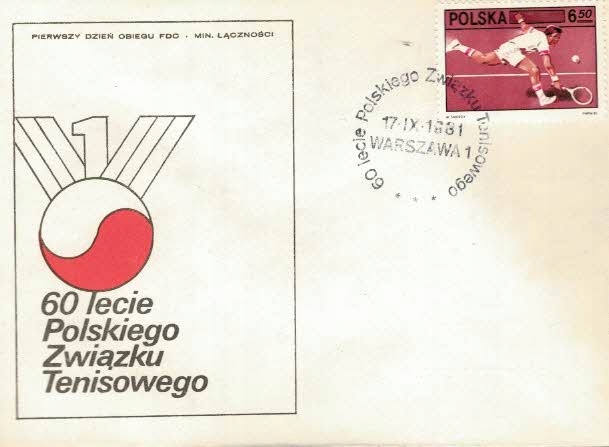 PIERWSZY DZIEŃ OBIEGU FDC · MIN. ŁĄCZNOŚCI
POLSKA 6.50
60 lecie Polskiego Związku Tenisowego
17·IX·1981
WARSZAWA 1
* * *
1
60 lecie
Polskiego
Związku
Tenisowego